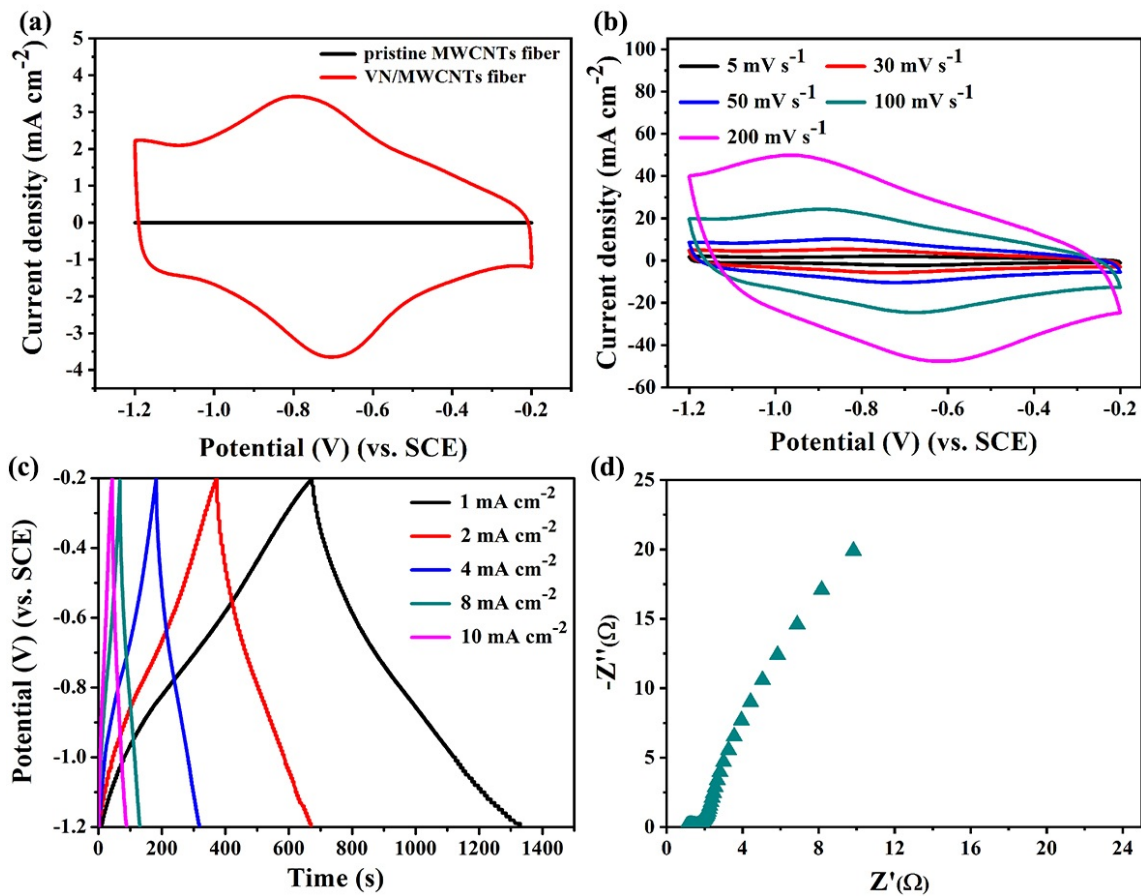 (a)
5
4
3
2
1
0
-1
-2
-3
-4
Current density (mA cm-2)
pristine MWCNTs fiber
VN/MWCNTs fiber
-1.2 -1.0 -0.8 -0.6 -0.4 -0.2
Potential (V) (vs. SCE)
(b)
100
80
60
40
20
0
-20
-40
-60
Current density (mA cm-2)
5 mV s-1 30 mV s-1
50 mV s-1 100 mV s-1
200 mV s-1
-1.2 -1.0 -0.8 -0.6 -0.4 -0.2
Potential (V) (vs. SCE)
(c)
-0.2
-0.4
-0.6
-0.8
-1.0
-1.2
Potential (V) (vs. SCE)
1 mA cm-2
2 mA cm-2
4 mA cm-2
8 mA cm-2
10 mA cm-2
0 200 400 600 800 1000 1200 1400
Time (s)
(d)
25
20
15
10
5
0
-Z''(Ω)
0 4 8 12 16 20 24
Z'(Ω)